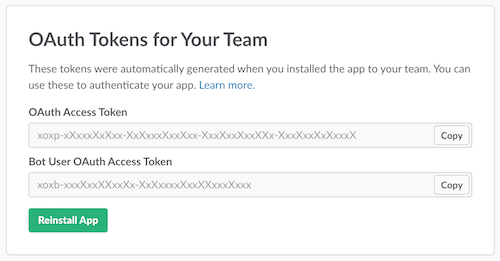 OAuth Tokens for Your Team
These tokens were automatically generated when you installed the app to your team. You can
use these to authenticate your app. Learn more.
OAuth Access Token
xoxp-xXxxxXxXxx-XxXxxxXxxXxx-XxxXxxXxxXXx-XxxXxxXxXxxxX
Copy
Bot User OAuth Access Token
xoxb-xxxXxxXXxxXx-XxXxxxxXxxXXxxxXxxx
Copy
Reinstall App